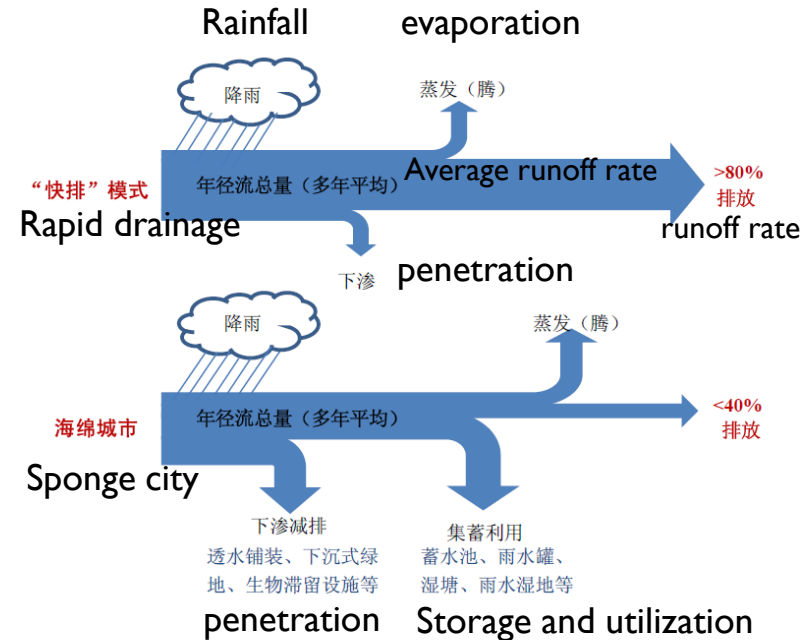 Rainfall
evaporation
降雨
蒸发（腾）
“快排”模式
年径流总量（多年平均）
Average runoff rate
>80%
排放
Rapid drainage
runoff rate
下渗
penetration
降雨
蒸发（腾）
海绵城市
年径流总量（多年平均）
<40%
排放
Sponge city
下渗减排
透水铺装、下沉式绿
地、生物滞留设施等
penetration
集蓄利用
蓄水池、雨水罐、
湿塘、雨水湿地等
Storage and utilization